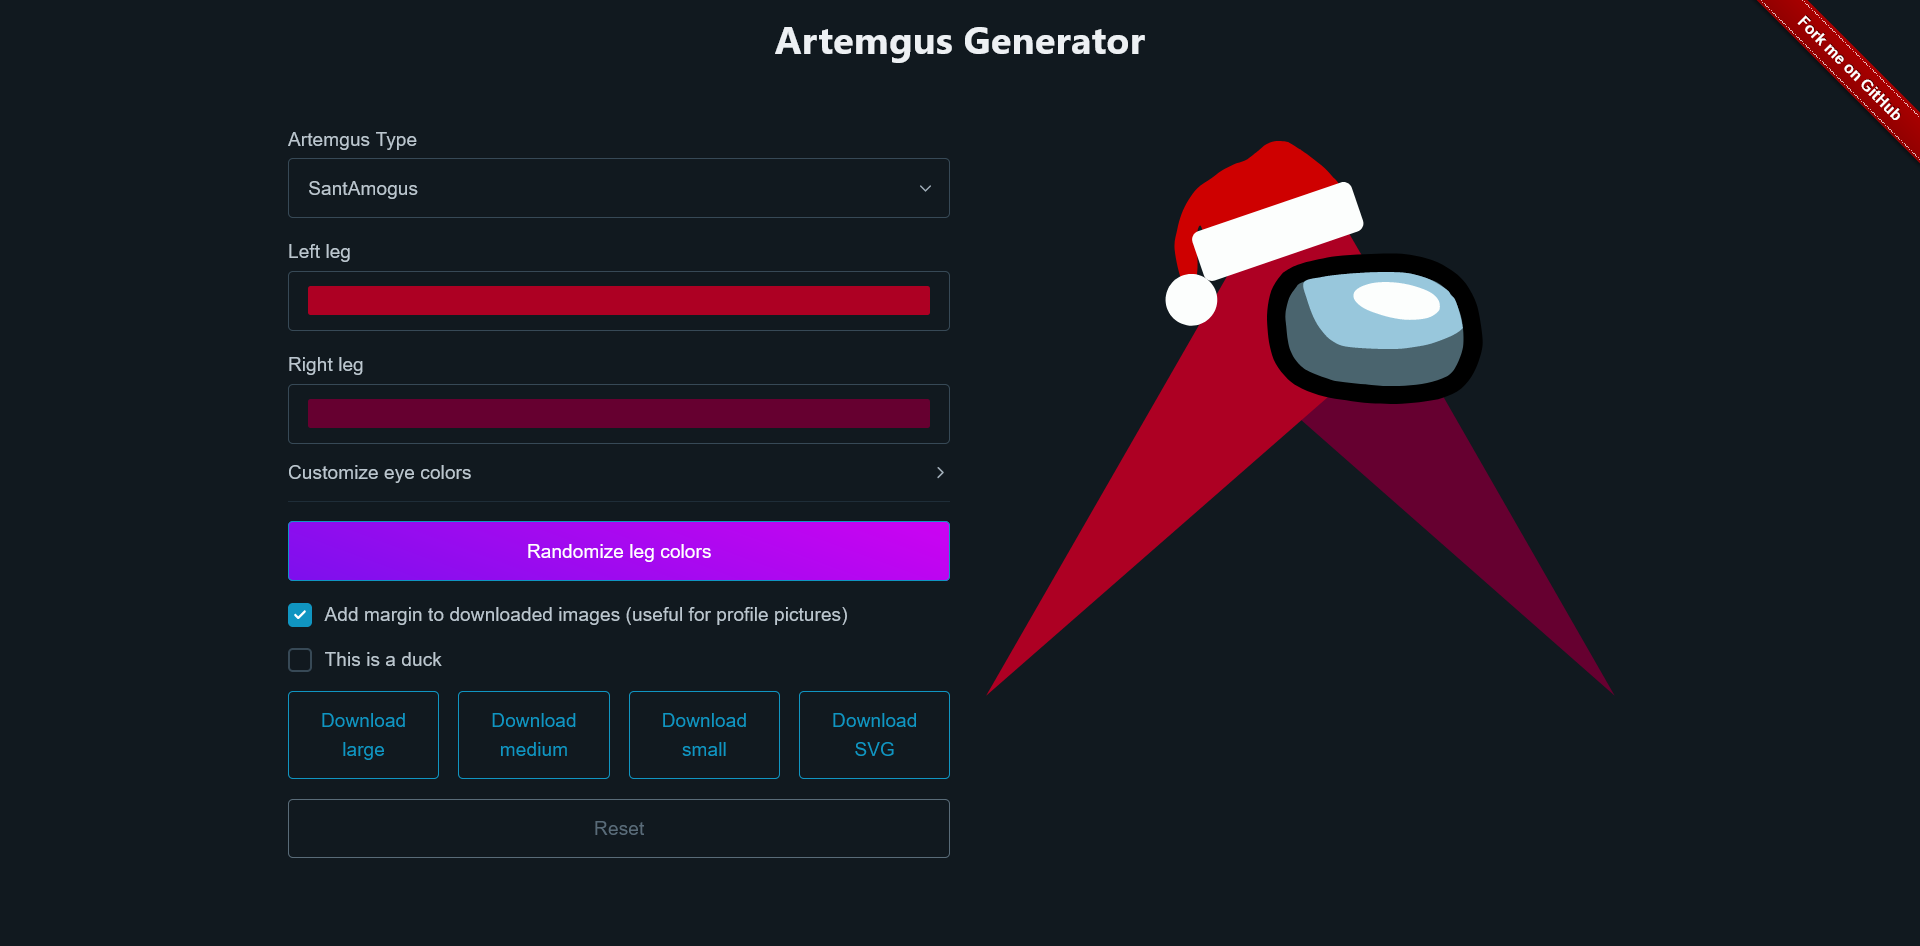 Artemgus Generator
Fork me on GitHub
Artemgus Type
SantAmogus
Left leg
Right leg
Customize eye colors
Randomize leg colors
Add margin to downloaded images (useful for profile pictures)
This is a duck
Download
large
Download
medium
Download
small
Download
SVG
Reset